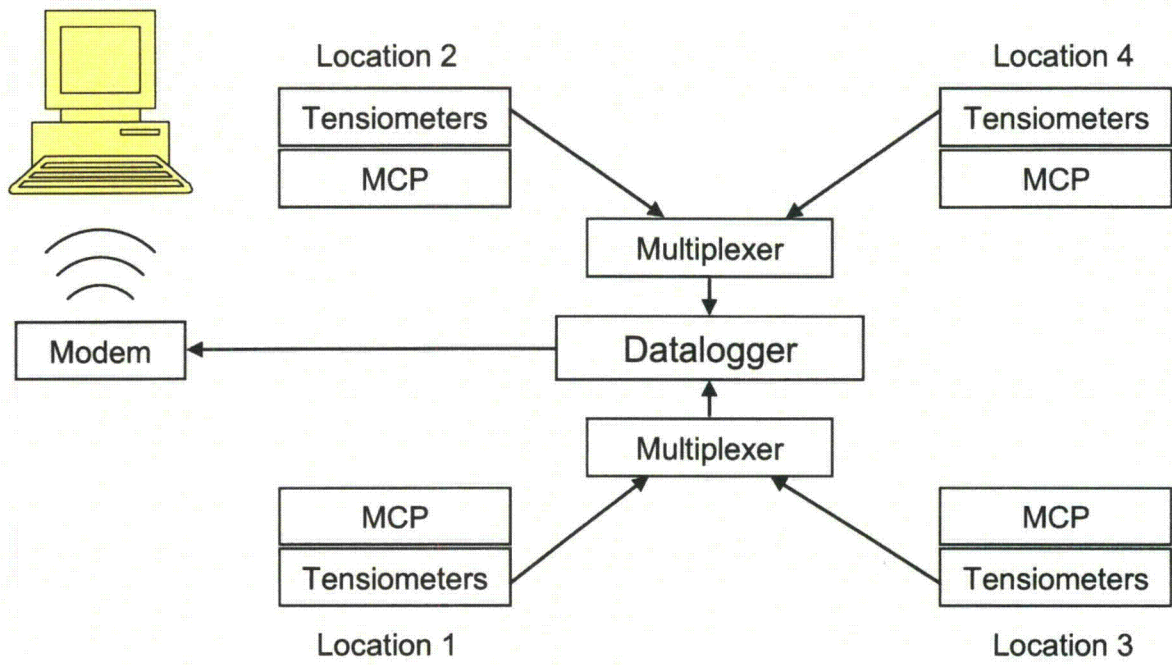 Location 2
Location 4
Tensiometers
Tensiometers
MCP
MCP
Multiplexer
Modem
Datalogger
Multiplexer
MCP
MCP
Tensiometers
Tensiometers
Location 1
Location 3